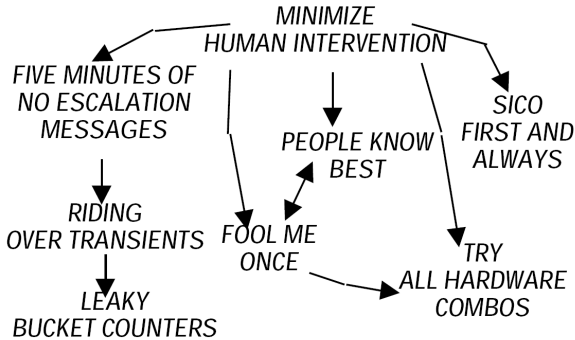 MINIMIZE
HUMAN INTERVENTION
FIVE MINUTES OF
NO ESCALATION
MESSAGES
SICO
FIRST AND
ALWAYS
PEOPLE KNOW
BEST
RIDING
OVER TRANSIENTS
FOOL ME
ONCE
TRY
ALL HARDWARE
COMBOS
LEAKY
BUCKET COUNTERS